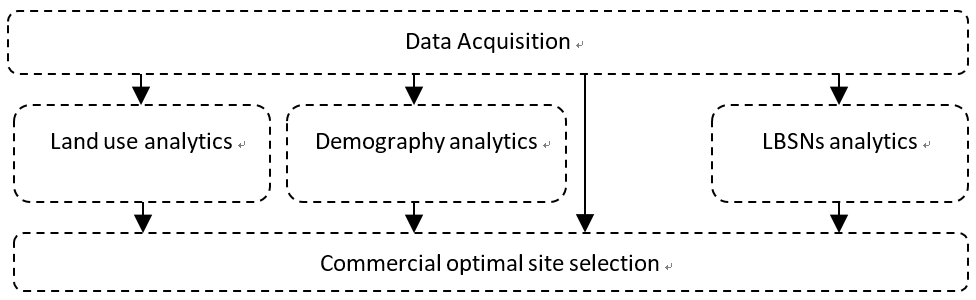 Data Acquisition
Land use analytics
Demography analytics
LBSNs analytics
Commercial optimal site selection